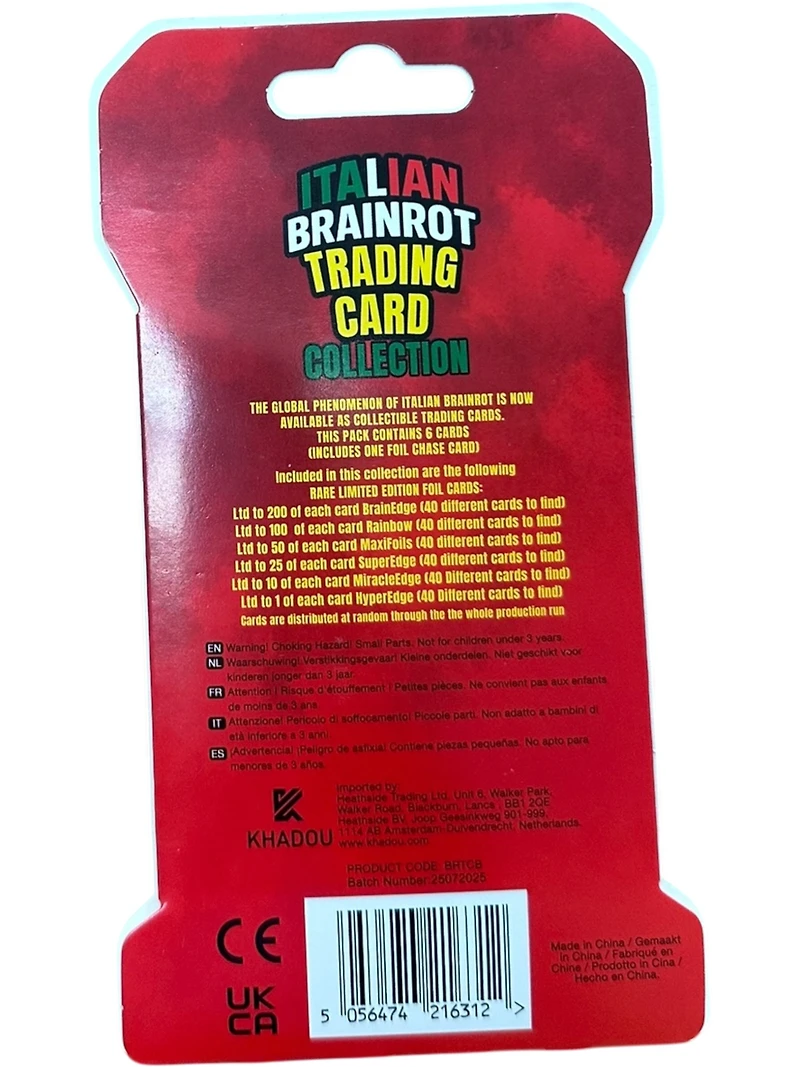 ITALIAN
BRAINROT
TRADING
CARD
COLLECTION
THE GLOBAL PHENOMENON OF ITALIAN BRAINROT IS NOW
AVAILABLE AS COLLECTIBLE TRADING CARDS.
THIS PACK CONTAINS 6 CARDS
(INCLUDES ONE FOIL CHASE CARD)
Included in this collection are the following
RARE LIMITED EDITION FOIL CARDS:
Ltd to 200 of each card BrainEdge (40 different cards to find)
Ltd to 100 of each card Rainbow (40 different cards to find)
Ltd to 50 of each card MaxiFoils (40 different cards to find)
Ltd to 25 of each card SuperEdge (40 different cards to find)
Ltd to 10 of each card MiracleEdge (40 Different cards to find)
Ltd to 1 of each card HyperEdge (40 Different cards to find)
Cards are distributed at random through the the whole production run
EN Warning! Choking Hazard! Small Parts. Not for children under 3 years.
NL Waarschuwing! Verstikkingsgevaar! Kleine onderdelen. Niet geschikt voor
kinderen jonger dan 3 jaar.
FR Attention ! Risque d'étouffement ! Petites pièces. Ne convient pas aux enfants
de moins de 3 ans.
IT Attenzione! Pericolo di soffocamento! Piccole parti. Non adatto a bambini di
età inferiore a 3 anni.
ES ¡Advertencia! ¡Peligro de asfixia! Contiene piezas pequeñas. No apto para
menores de 3 años.
KHADOU
Imported by
Heathside Trading Ltd, Unit 6, Walker Park,
Walker Road, Blackburn, Lancs, BB1 2QE
Heathside BV, Joop Geesinkweg 901-999,
1114 AB Amsterdam-Duivendrecht, Netherlands.
www.khadou.com
PRODUCT CODE: BRTCB
Batch Number:25072025
CE
UK
CA
5 056474 216312 >
Made in China / Gemaakt
in China / Fabriqué en
Chine / Prodotto in Cina /
Hecho en China.